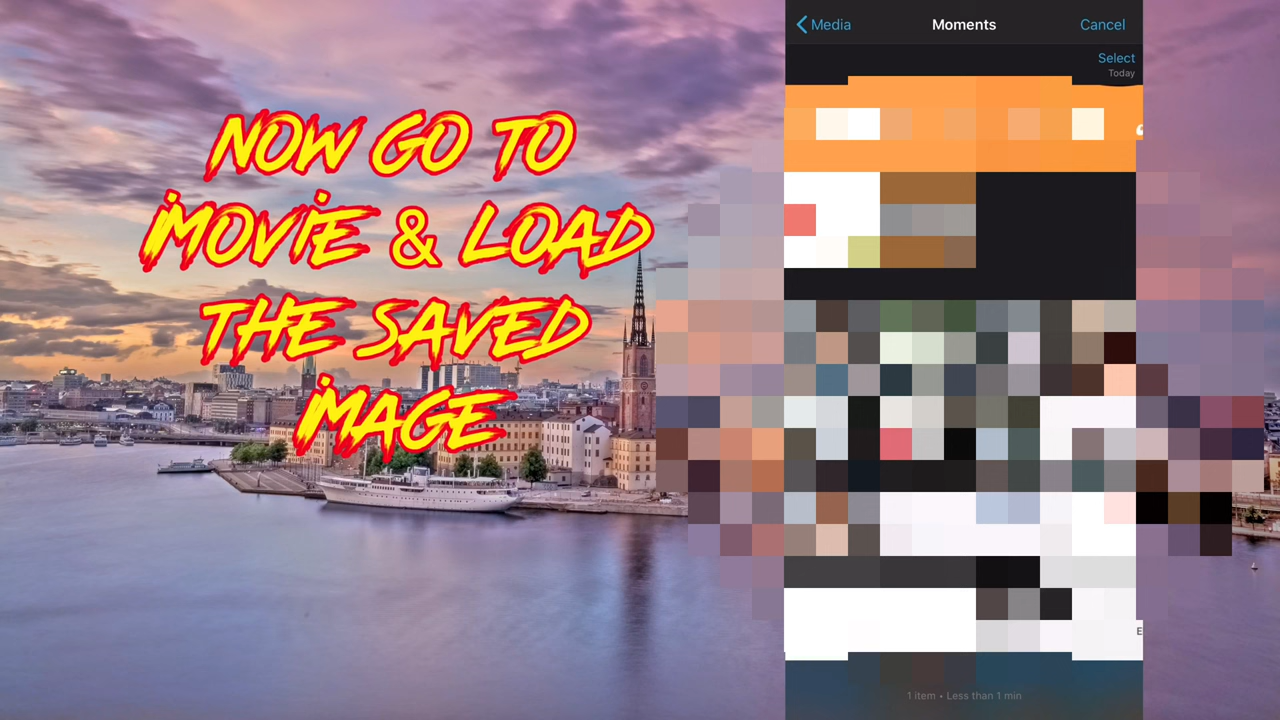 NOW GO TO
iMOViE & LOAD
THE SAVED
iMAGE
Media
Moments
Cancel
Select
Today
E
1 item • Less than 1 min